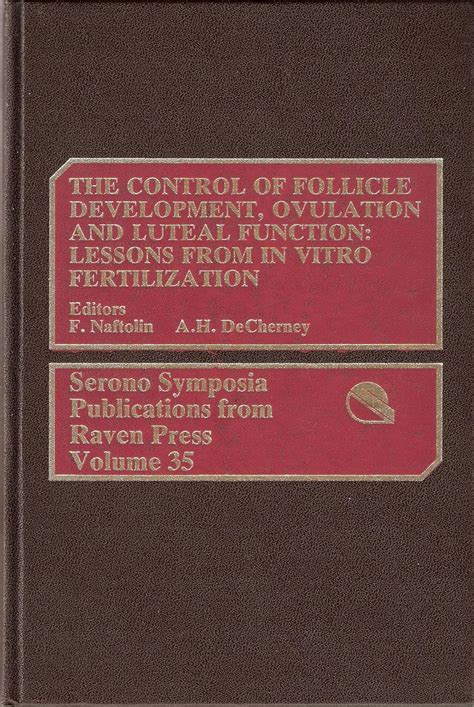 THE CONTROL OF FOLLICLE
DEVELOPMENT, OVULATION
AND LUTEAL FUNCTION:
LESSONS FROM IN VITRO
FERTILIZATION
Editors
F. Naftolin A.H. DeCherney
Serono Symposia
Publications from
Raven Press
Volume 35